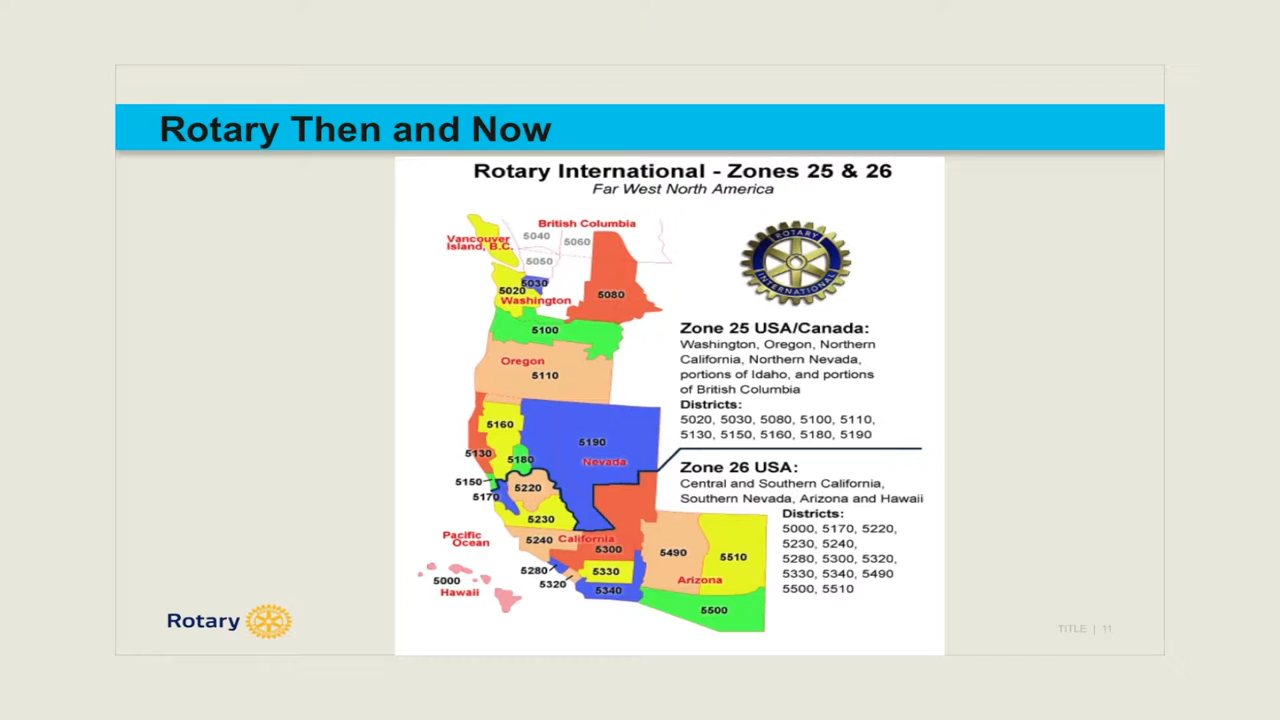 Rotary Then and Now
Rotary International - Zones 25 & 26
Far West North America
British Columbia
Vancouver
Island, B.C.
5040
5060
5050
5030
5020
Washington
5080
5100
Oregon
5110
5160
5190
5130
5180
Nevada
5150
5170
5220
5230
Pacific
Ocean
5240
California
5300
5280
5330
5320
5340
5490
5510
Arizona
5500
5000
Hawaii
ROTARY
INTERNATIONAL
Zone 25 USA/Canada:
Washington, Oregon, Northern
California, Northern Nevada,
portions of Idaho, and portions
of British Columbia
Districts:
5020, 5030, 5080, 5100, 5110,
5130, 5150, 5160, 5180, 5190
Zone 26 USA:
Central and Southern California,
Southern Nevada, Arizona and Hawaii
Districts:
5000, 5170, 5220,
5230, 5240,
5280, 5300, 5320,
5330, 5340, 5490
5500, 5510
Rotary
TITLE | 11